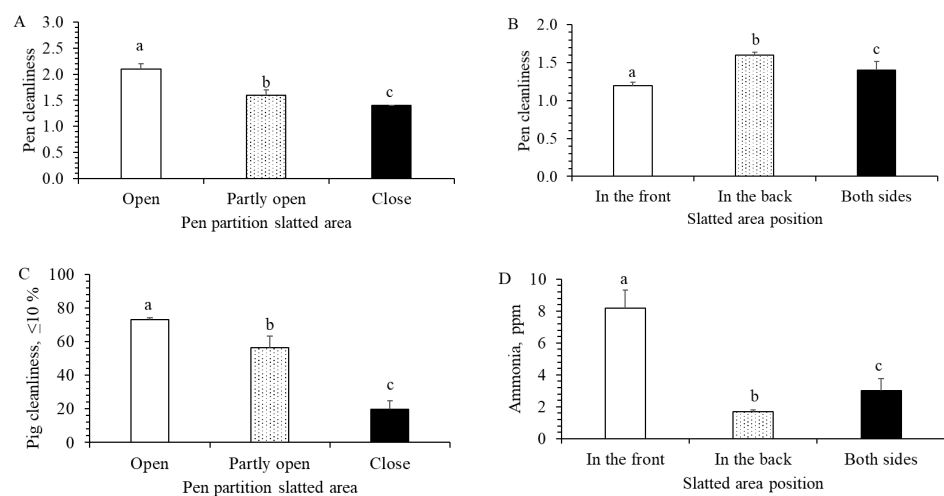 A
Pen cleanliness
3.0
2.5
2.0
1.5
1.0
0.5
0.0
a
b
c
Open Partly open Close
Pen partition slatted area
B
Pen cleanliness
2.0
1.5
1.0
0.5
0.0
a
b
c
In the front In the back Both sides
Slatted area position
C
Pig cleanliness, ≤10 %
100
80
60
40
20
0
a
b
c
Open Partly open Close
Pen partition slatted area
D
Ammonia, ppm
10
8
6
4
2
0
a
b
c
In the front In the back Both sides
Slatted area position